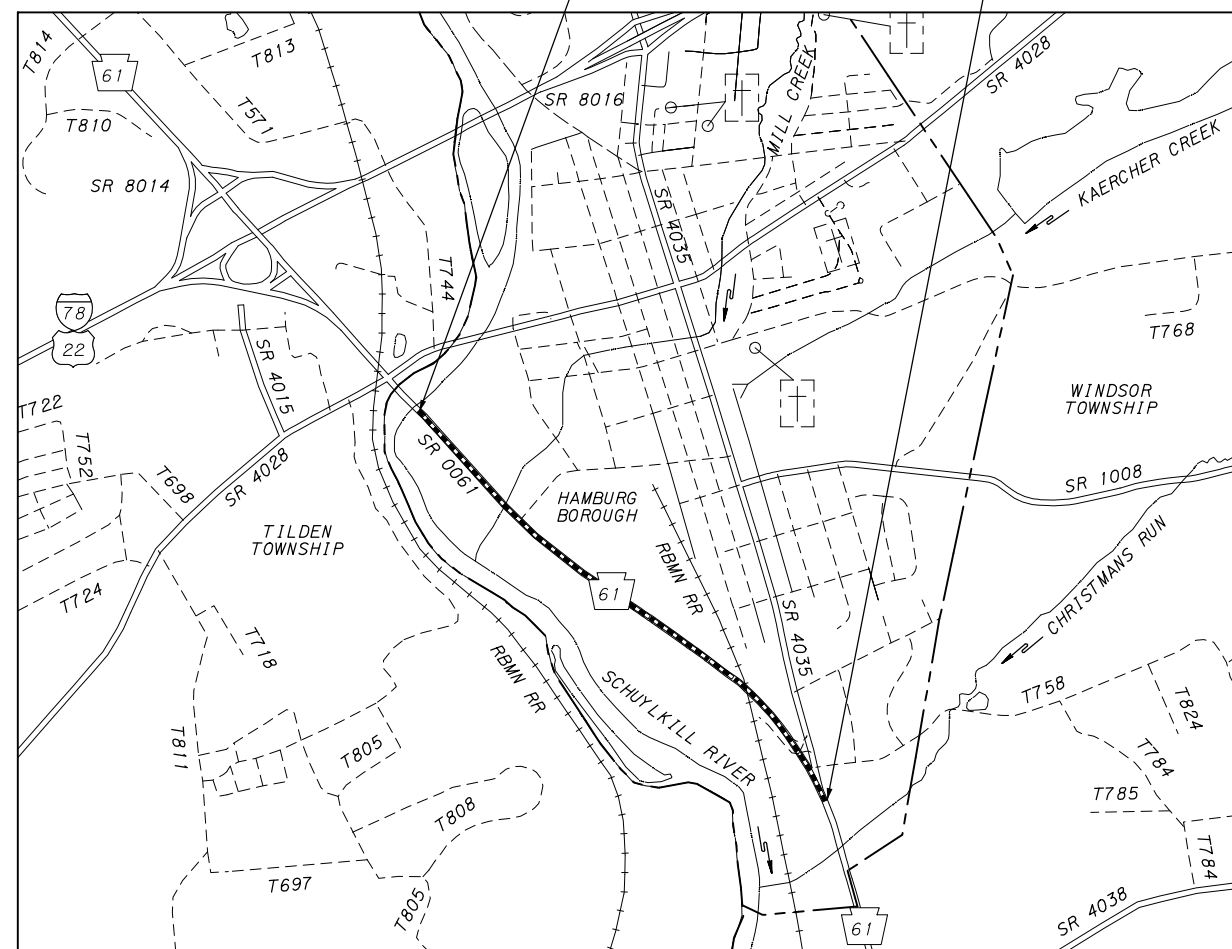 T814
61
T813
T571
T810
SR 8014
SR 8016
MILL CREEK
SR 4028
KAERCHER CREEK
SR 4035
T744
78
22
SR 4015
T768
WINDSOR
TOWNSHIP
T722
T752
T698
SR 4028
SR 0061
HAMBURG
BOROUGH
SR 1008
TILDEN
TOWNSHIP
T724
61
RBMN RR
CHRISTMANS RUN
T718
SR 4035
RBMN RR
SCHUYLKILL RIVER
T758
T824
T811
T805
T784
T785
T808
T697
T805
T784
SR 4038
61